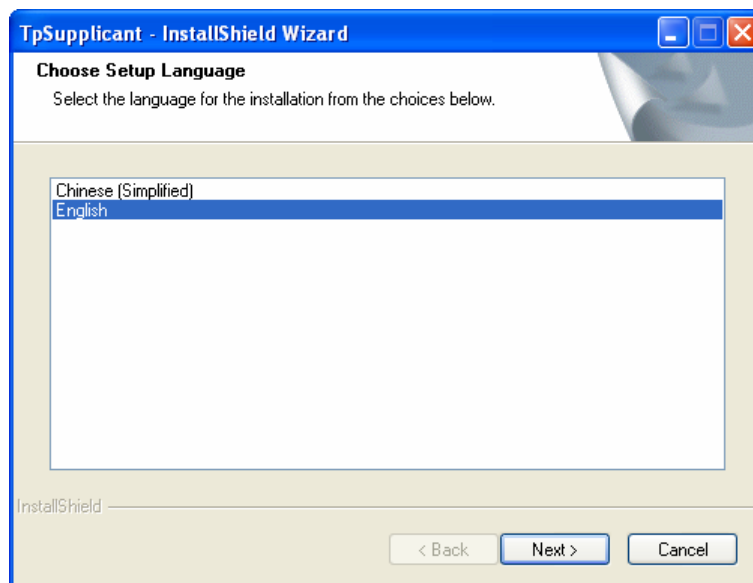 TpSupplicant - InstallShield Wizard
Choose Setup Language
Select the language for the installation from the choices below.
Chinese (Simplified)
English
InstallShield
< Back Next > Cancel